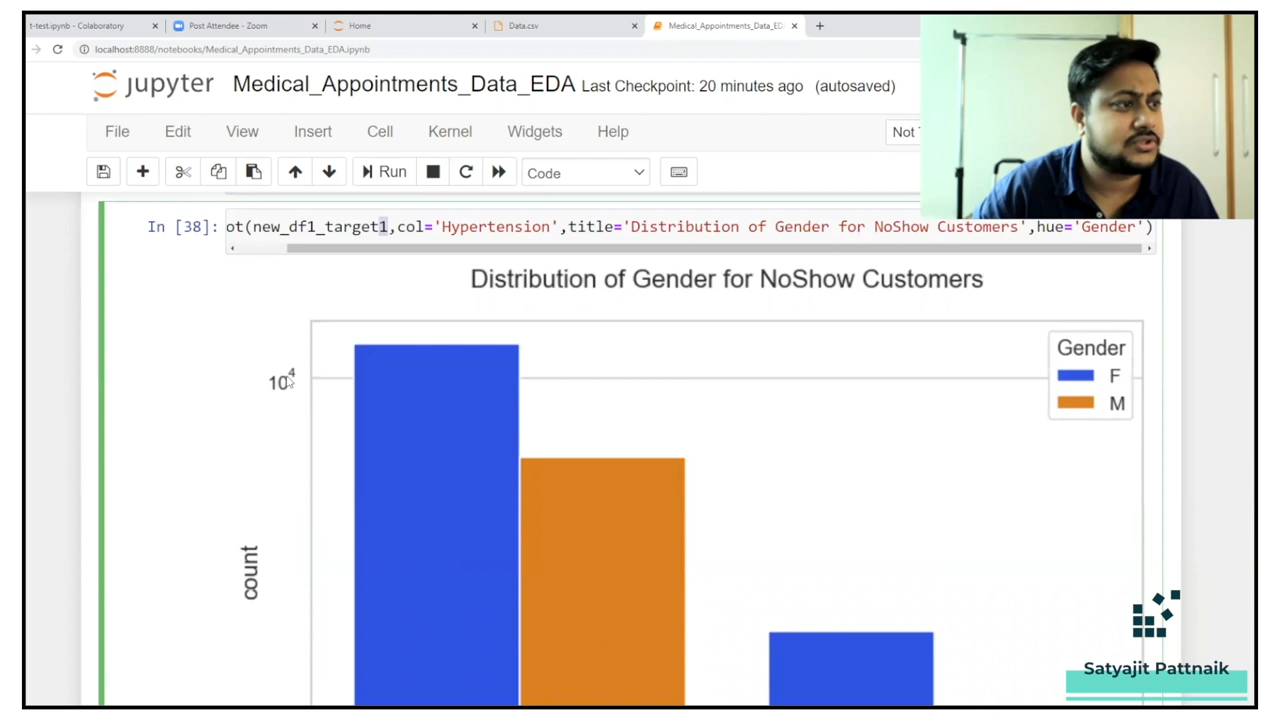 t-test.ipynb - Colaboratory
Post Attendee - Zoom
Home
Data.csv
Medical_Appointments_Data_ED
localhost:8888/notebooks/Medical_Appointments_Data_EDA.ipynb
jupyter Medical_Appointments_Data_EDA Last Checkpoint: 20 minutes ago (autosaved)
File Edit View Insert Cell Kernel Widgets Help Not
Run Code
In [38]: ot(new_df1_target1,col='Hypertension',title='Distribution of Gender for NoShow Customers',hue='Gender')
Distribution of Gender for NoShow Customers
Gender
F
M
10⁴
count
Satyajit Pattnaik